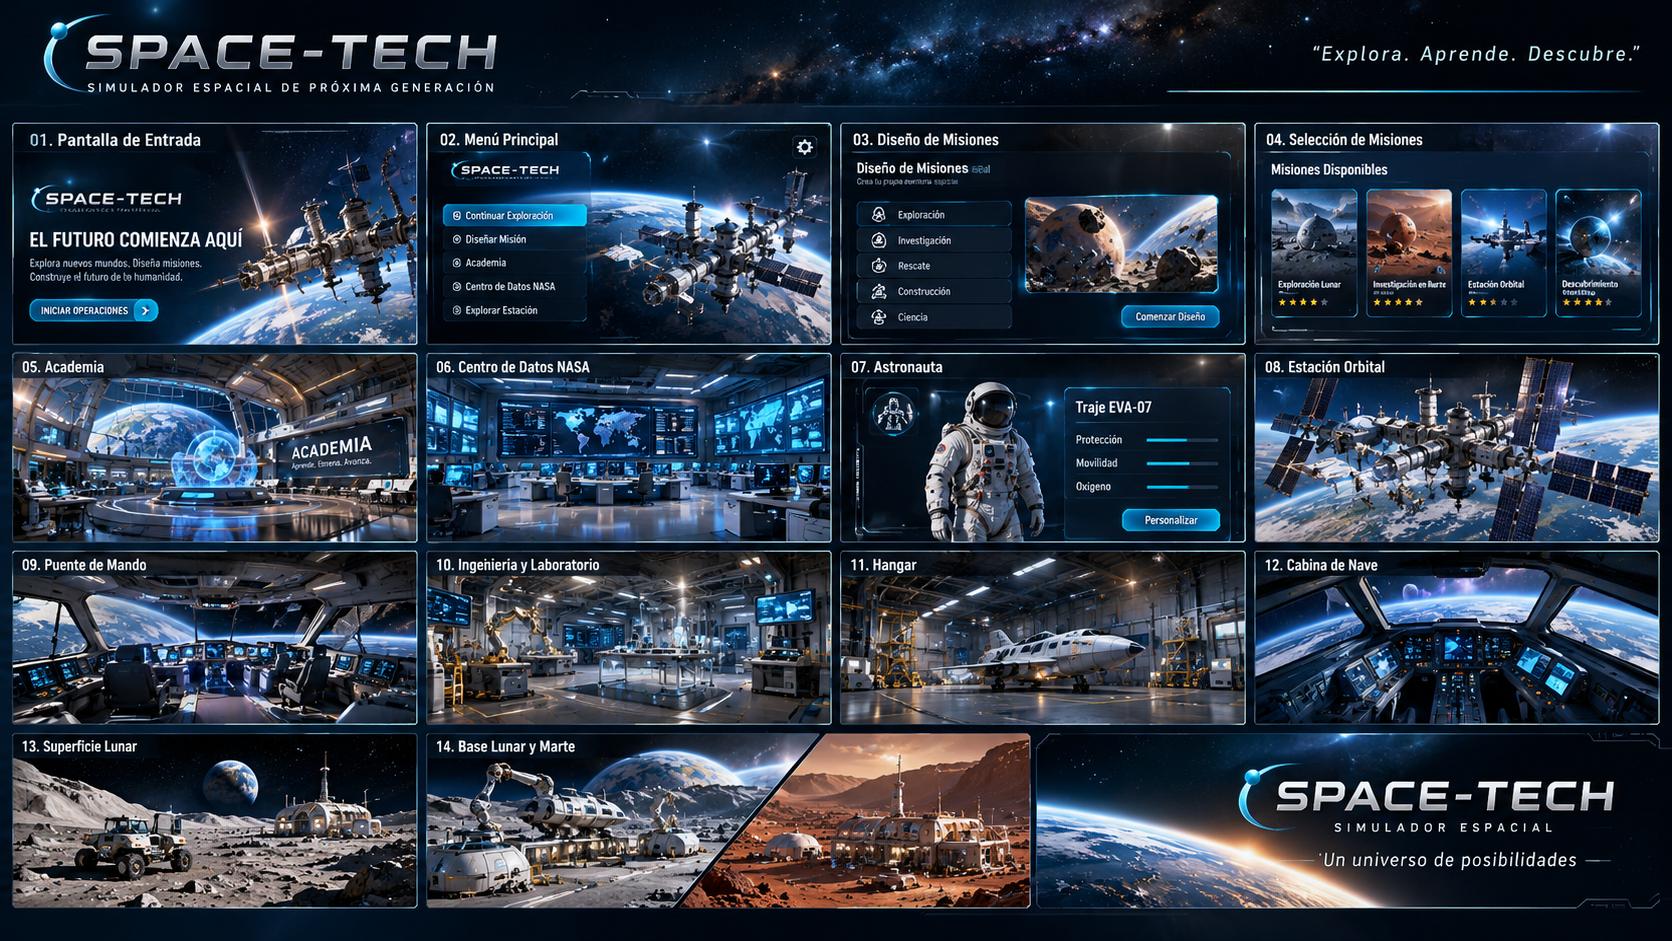 SPACE-TECH
SIMULADOR ESPACIAL DE PRÓXIMA GENERACIÓN
“Explora. Aprende. Descubre.”
01. Pantalla de Entrada
SPACE-TECH
EL FUTURO COMIENZA AQUÍ
Explora nuevos mundos. Diseña misiones.
Construye el futuro de la humanidad.
INICIAR OPERACIONES
02. Menú Principal
SPACE-TECH
Continuar Exploración
Diseñar Misión
Academia
Centro de Datos NASA
Explorar Estación
03. Diseño de Misiones
Diseño de Misiones
Exploración
Investigación
Rescate
Construcción
Ciencia
Comenzar Diseño
04. Selección de Misiones
Misiones Disponibles
Exploración Lunar
Investigación en
Estación Orbital
Descubrimiento
05. Academia
ACADEMIA
Aprende. Avanza.
06. Centro de Datos NASA
07. Astronauta
Traje EVA-07
Protección
Movilidad
Oxigeno
Personalizar
08. Estación Orbital
09. Puente de Mando
10. Ingeniería y Laboratorio
11. Hangar
12. Cabina de Nave
13. Superficie Lunar
14. Base Lunar y Marte
SPACE-TECH
SIMULADOR ESPACIAL
'Un universo de posibilidades